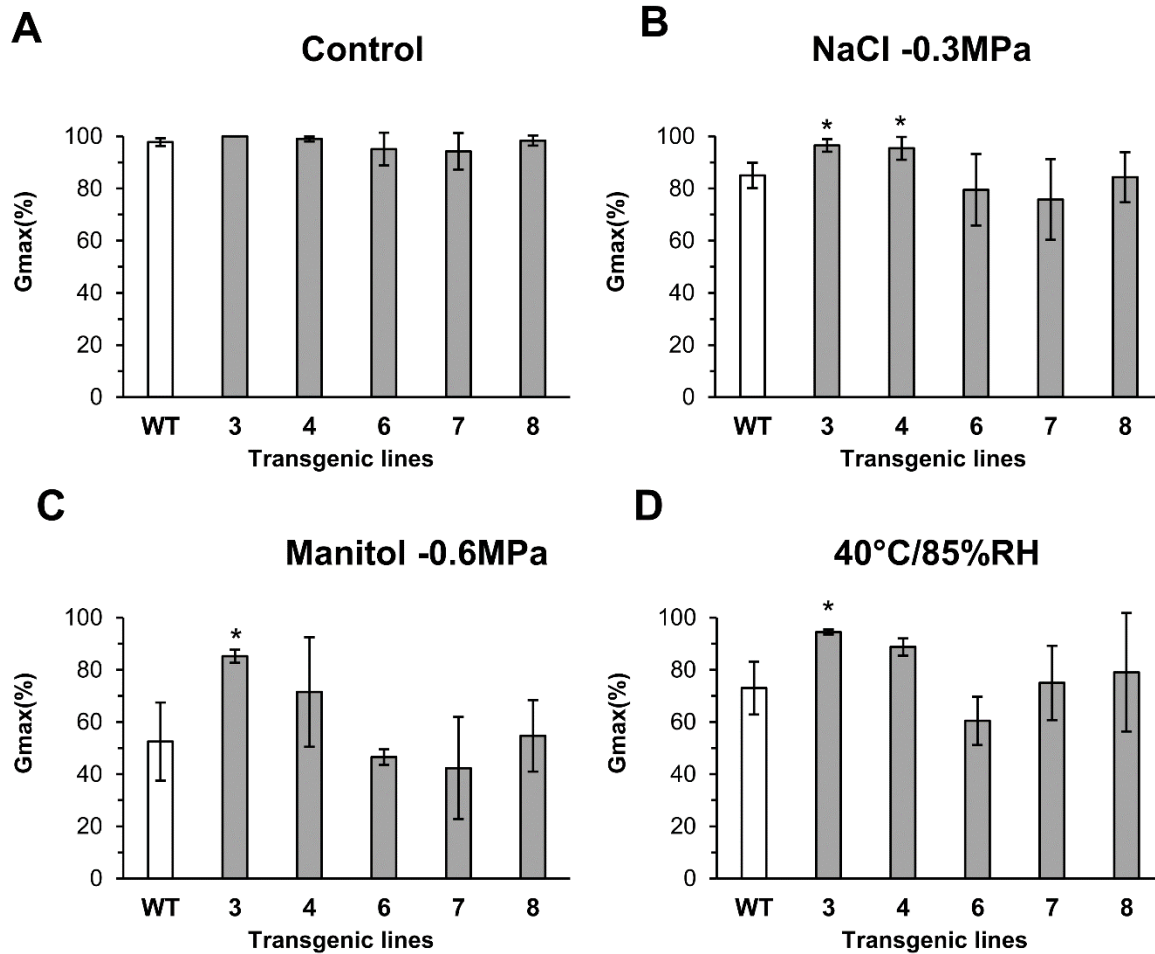 A
Control
100
80
60
40
20
0
Gmax(%)
WT 3 4 6 7 8
Transgenic lines
B
NaCl -0.3MPa
* *
100
80
60
40
20
0
Gmax(%)
WT 3 4 6 7 8
Transgenic lines
C
Manitol -0.6MPa
*
100
80
60
40
20
0
Gmax(%)
WT 3 4 6 7 8
Transgenic lines
D
40°C/85%RH
*
100
80
60
40
20
0
Gmax(%)
WT 3 4 6 7 8
Transgenic lines